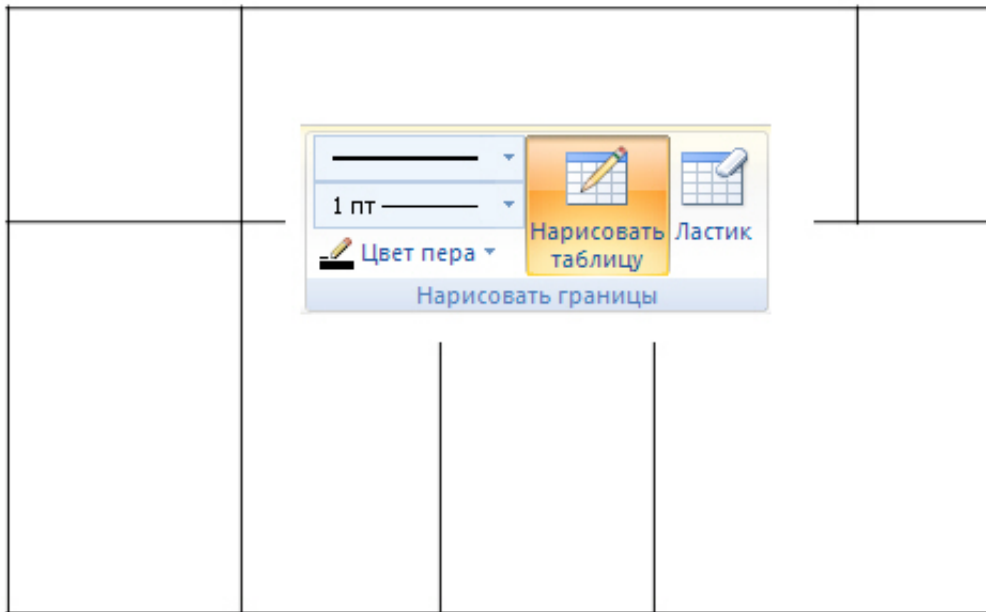 1 пт
Цвет пера
Нарисовать
таблицу
Ластик
Нарисовать границы